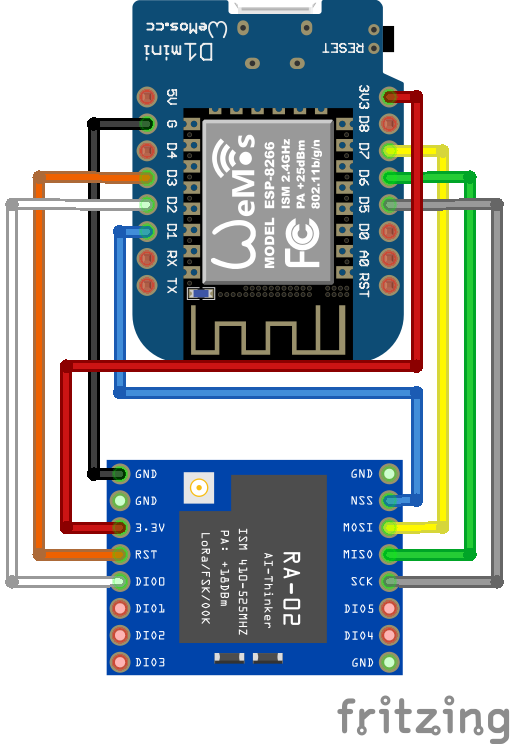 WeMos.cc
D1mini
RESET
5V
G
D4
D3
D2
D1
RX
TX
3V3
D8
D7
D6
D5
D0
A0
RST
WeMos
MODEL ESP-8266
ISM 2.4GHz
PA +25dBm
802.11b/g/n
FC
GND
GND
3.3V
RST
DIO0
DIO1
DIO2
DIO3
GND
NSS
MOSI
MISO
SCK
DIO5
DIO4
GND
RA-02
AI-Thinker
ISM 410-525MHZ
PA: +18DBm
LoRa/FSK/OOK
fritzing